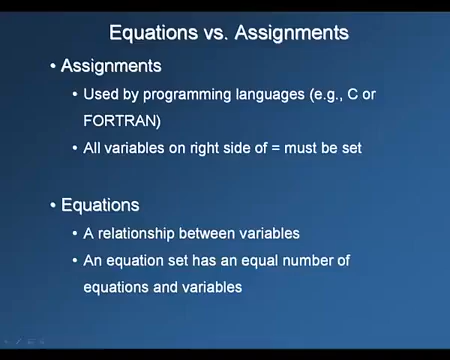 Equations vs. Assignments
• Assignments
• Used by programming languages (e.g., C or
FORTRAN)
• All variables on right side of = must be set
• Equations
• A relationship between variables
• An equation set has an equal number of
equations and variables